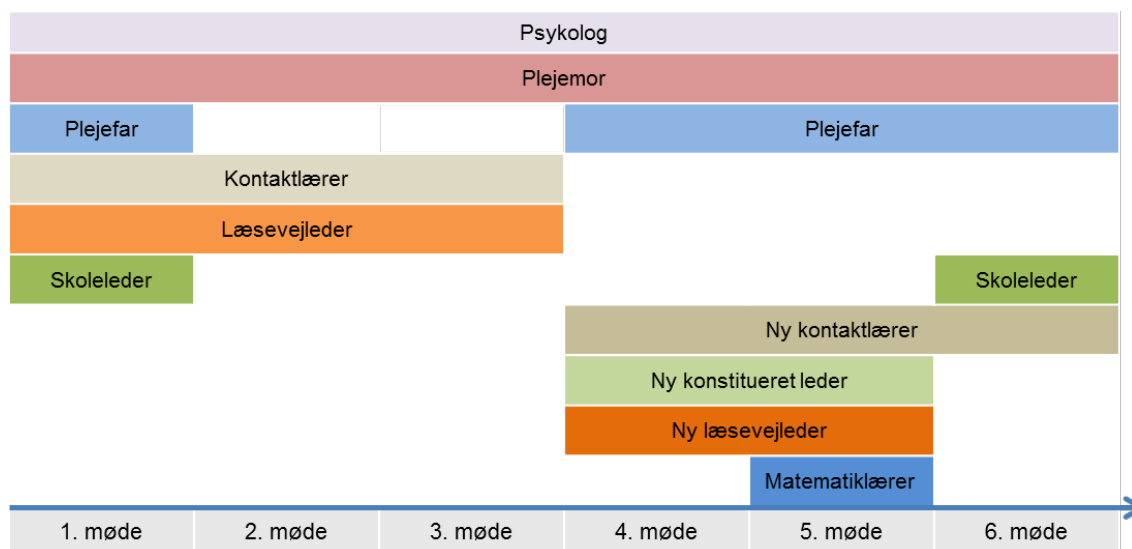 Psykolog
Plejemor
Plejefar Plejefar
Kontaktlærer
Læsevejleder
Skoleleder Skoleleder
Ny kontaktlærer
Ny konstitueret leder
Ny læsevejleder
Matematiklærer
1. møde 2. møde 3. møde 4. møde 5. møde 6. møde